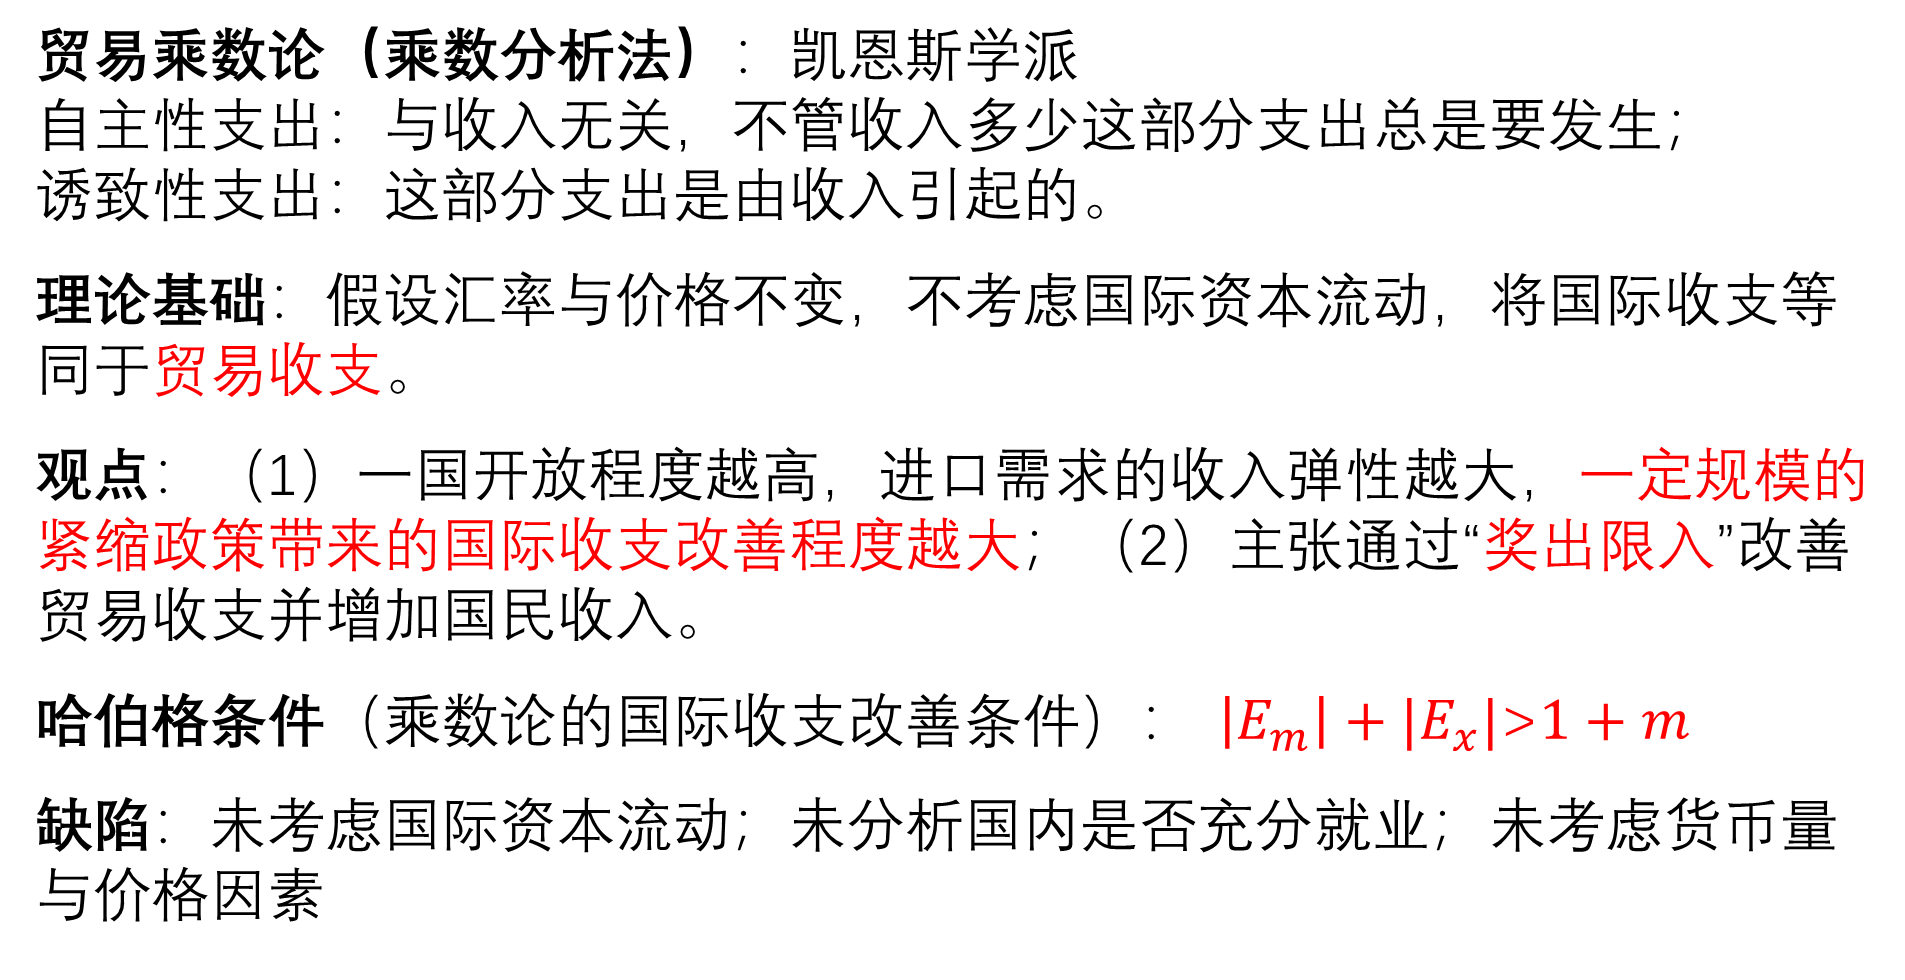 贸易乘数论（乘数分析法）：凯恩斯学派
自主性支出：与收入无关，不管收入多少这部分支出总是要发生；
诱致性支出：这部分支出是由收入引起的。
理论基础：假设汇率与价格不变，不考虑国际资本流动，将国际收支等
同于贸易收支。
观点：（1）一国开放程度越高，进口需求的收入弹性越大，一定规模的
紧缩政策带来的国际收支改善程度越大；（2）主张通过“奖出限入”改善
贸易收支并增加国民收入。
哈伯格条件（乘数论的国际收支改善条件）：|Eₘ| + |Eₓ|>1 + m
缺陷：未考虑国际资本流动；未分析国内是否充分就业；未考虑货币量
与价格因素